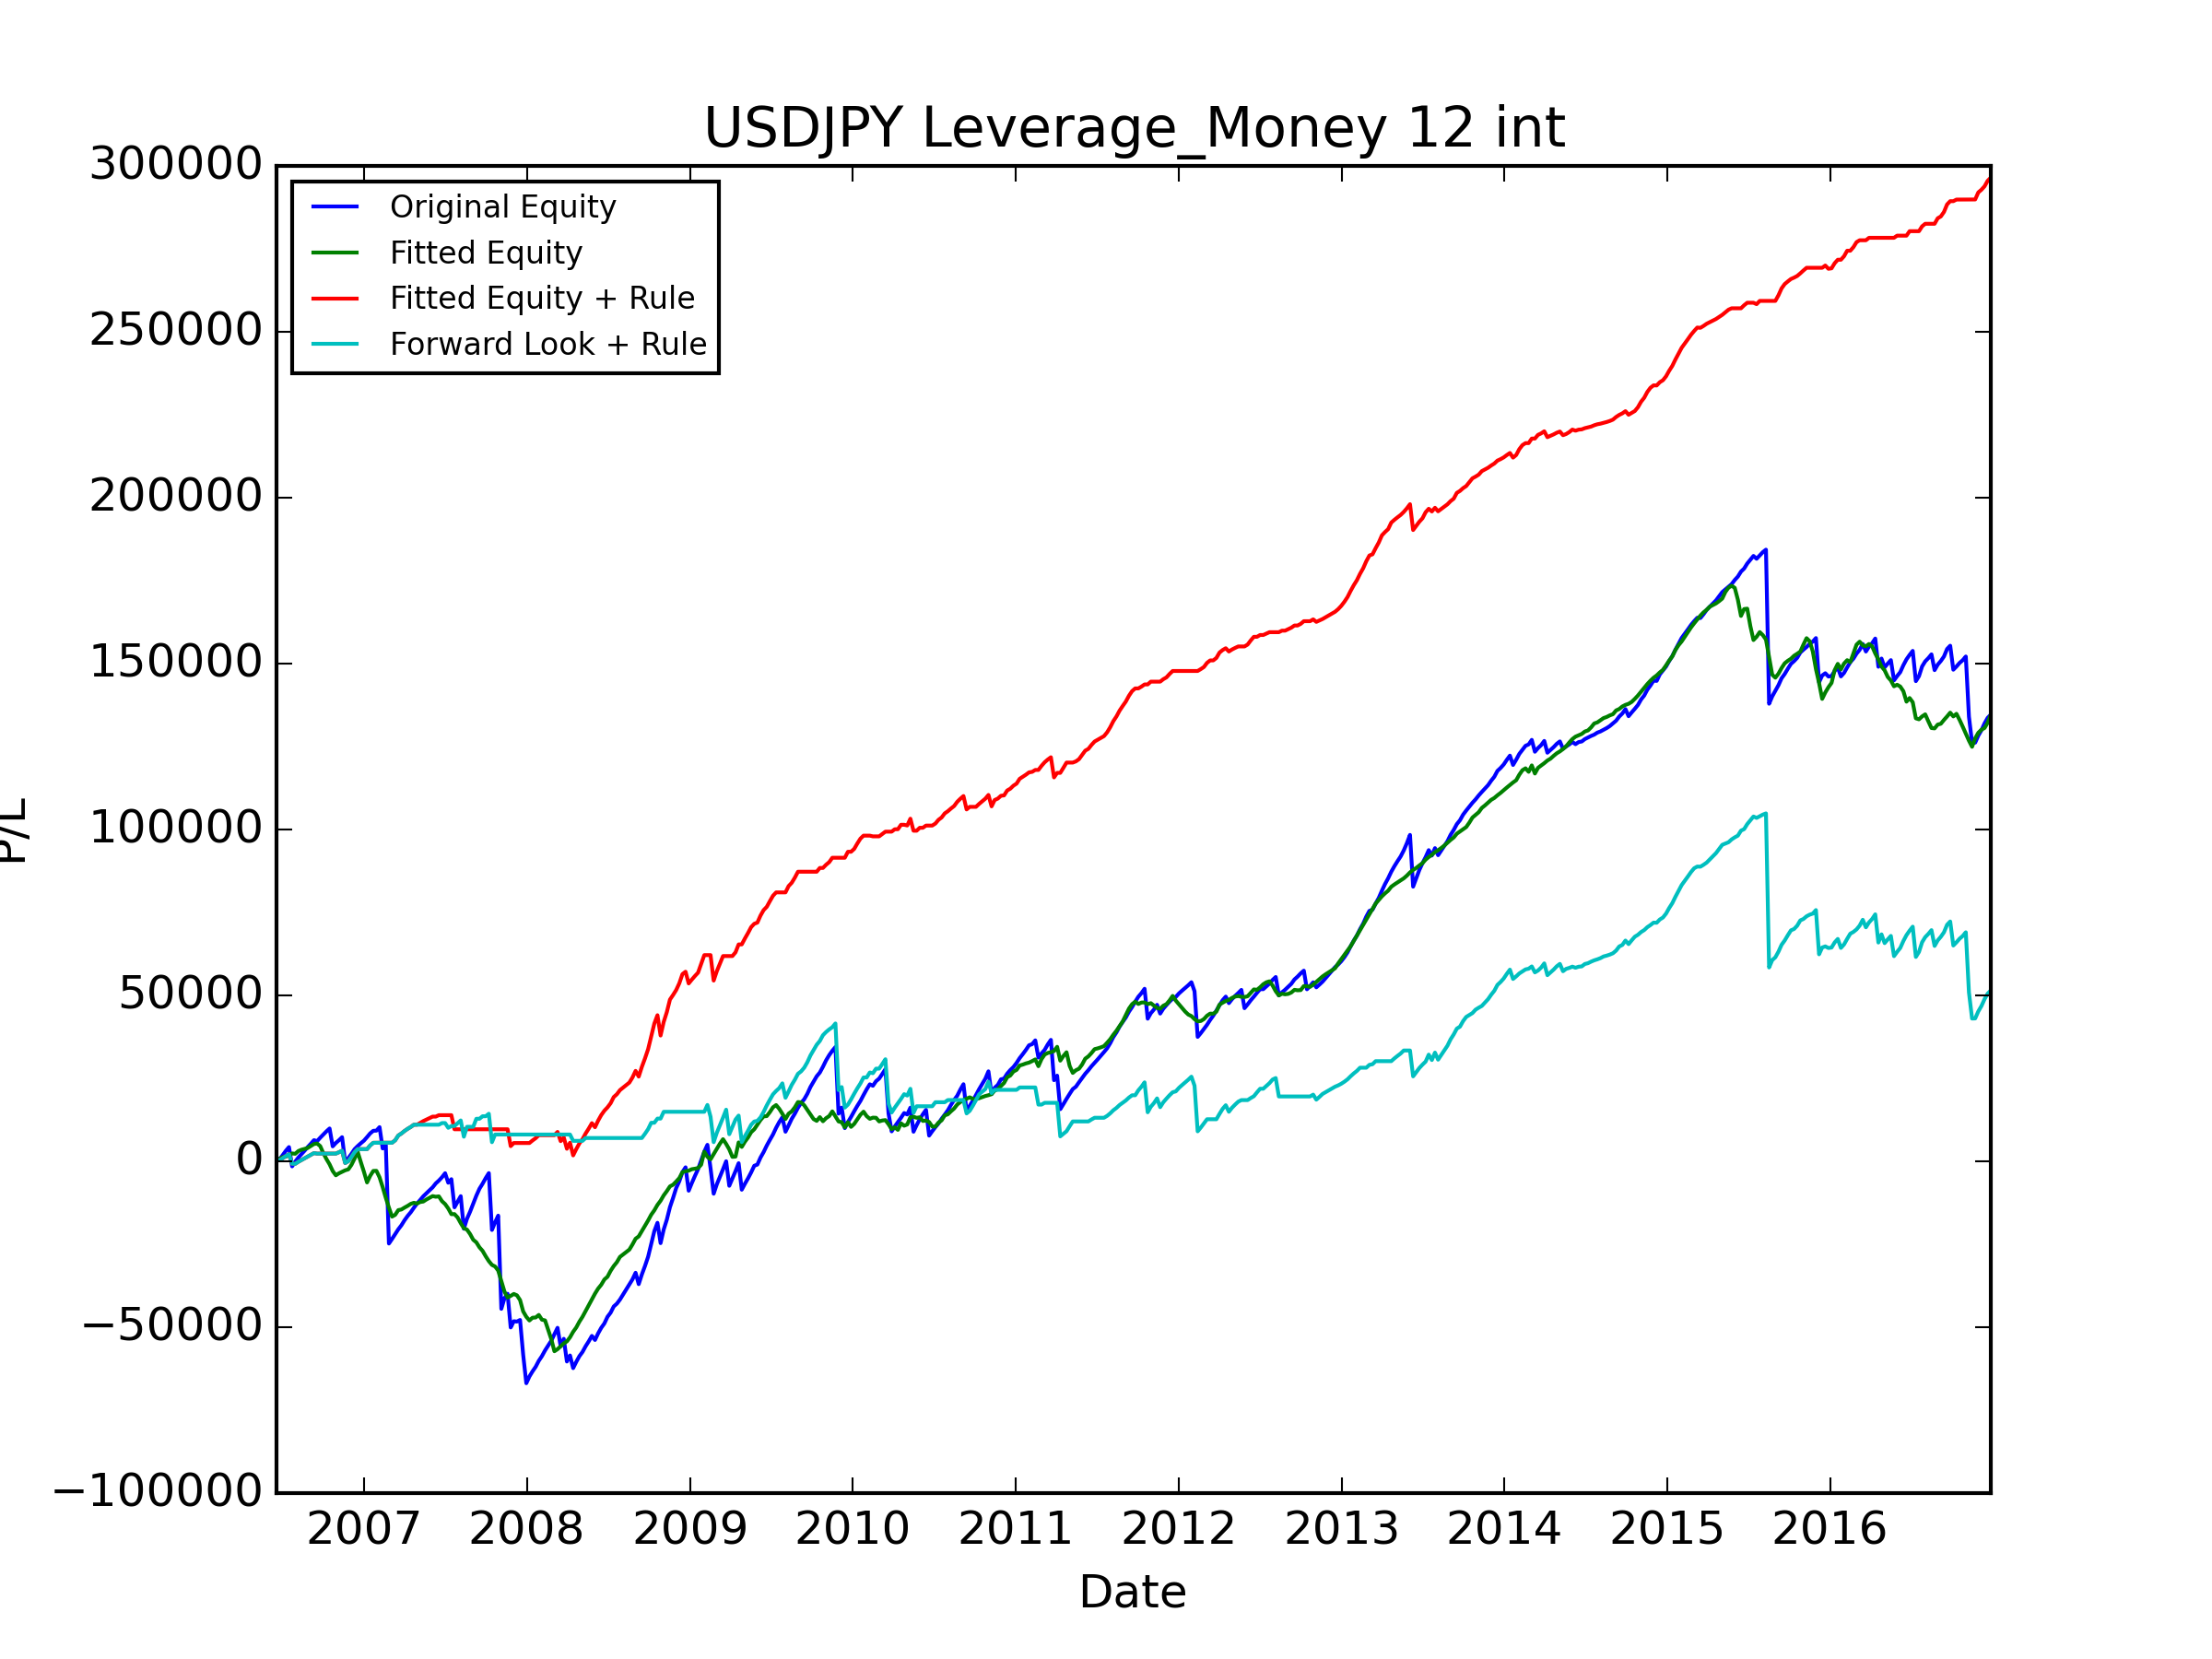 USDJPY Leverage_Money 12 int
300000
250000
200000
150000
100000
50000
0
−50000
−100000
P/L
Original Equity
Fitted Equity
Fitted Equity + Rule
Forward Look + Rule
2007 2008 2009 2010 2011 2012 2013 2014 2015 2016
Date